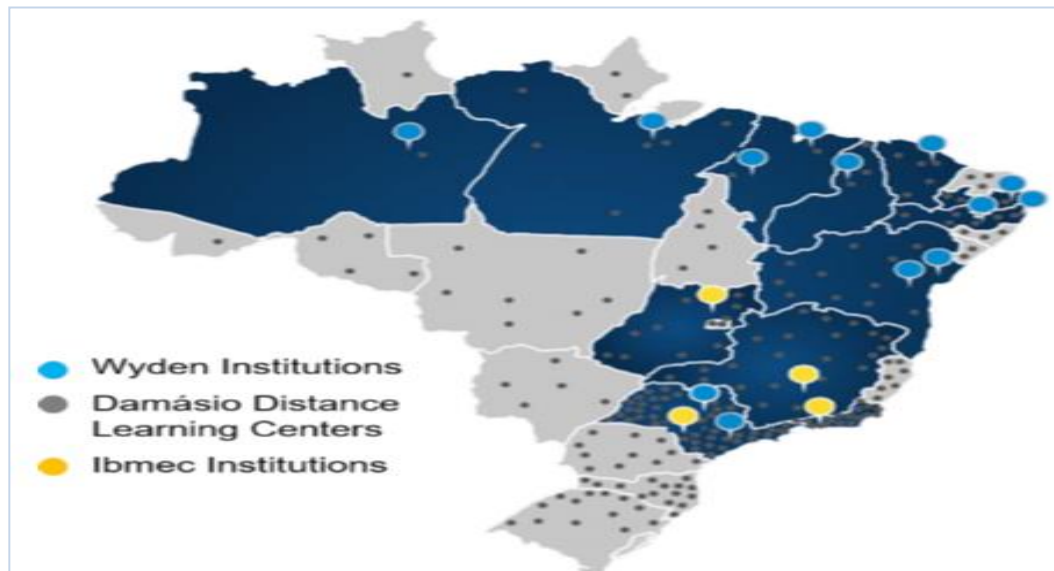 Wyden Institutions
Damásio Distance
Learning Centers
Ibmec Institutions